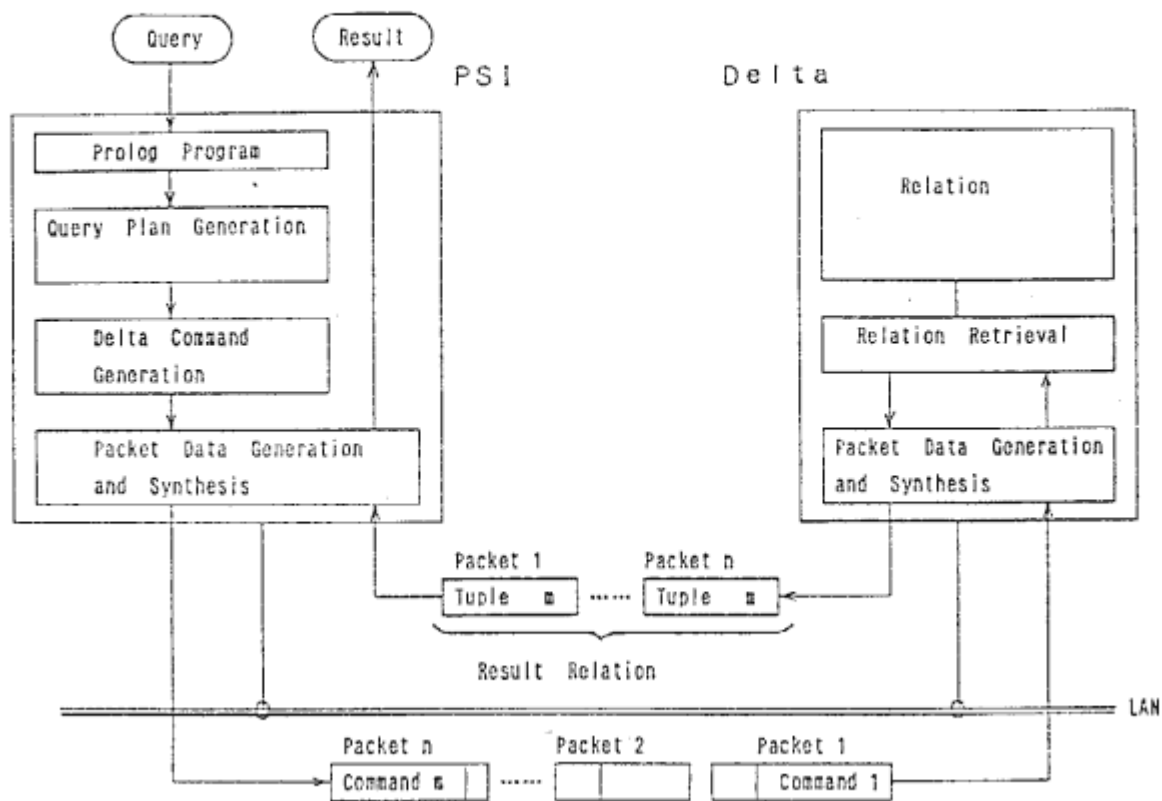 Query
Result
PSI
Delta
Prolog Program
Query Plan Generation
Delta Command
Generation
Packet Data Generation
and Synthesis
Relation
Relation Retrieval
Packet Data Generation
and Synthesis
Packet 1
Packet n
Tuple m
......
Tuple m
Result Relation
LAN
Packet n
Packet 2
Packet 1
Command m
......
Command 1